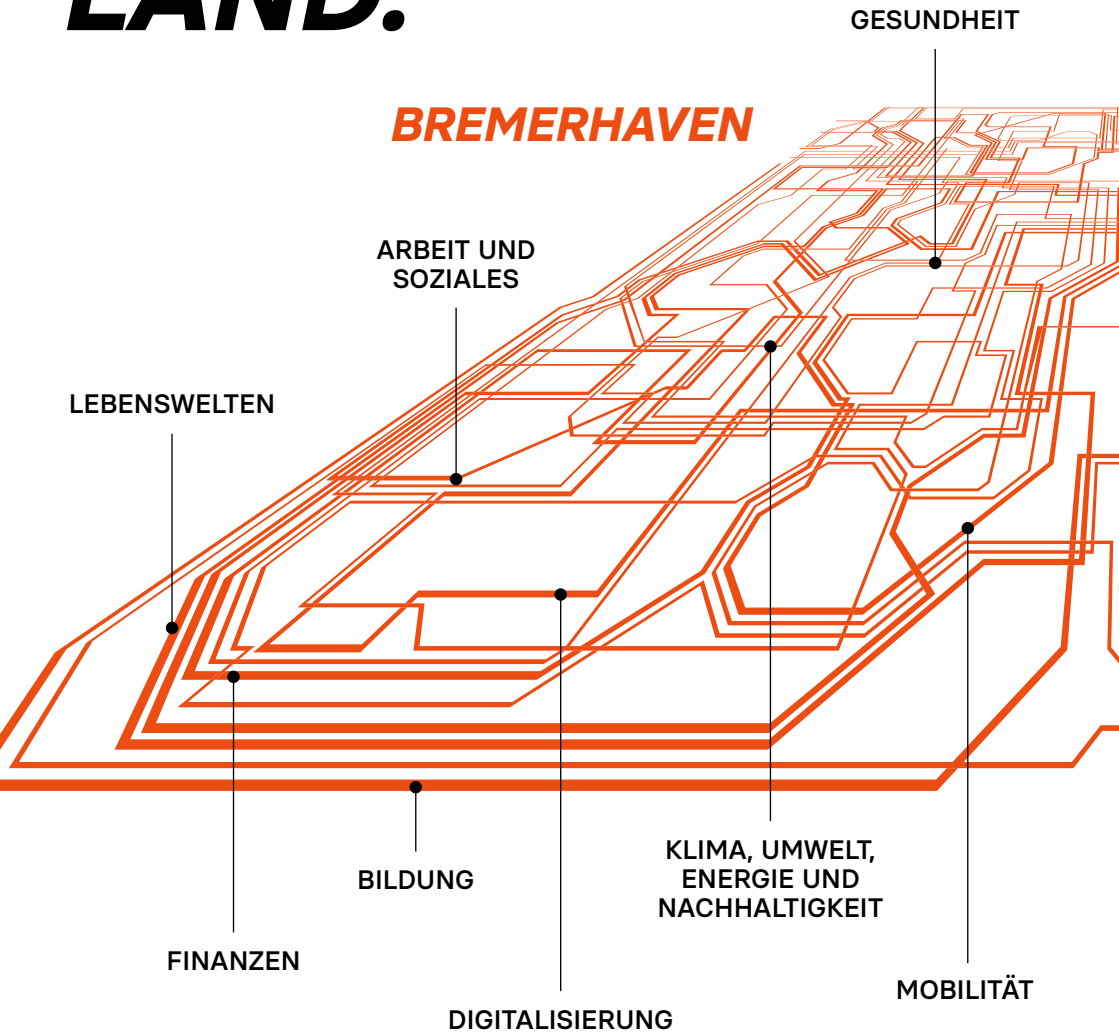 LAND.
GESUNDHEIT
BREMERHAVEN
ARBEIT UND
SOZIALES
LEBENSWELTEN
KLIMA, UMWELT,
ENERGIE UND
NACHHALTIGKEIT
BILDUNG
FINANZEN
MOBILITÄT
DIGITALISIERUNG